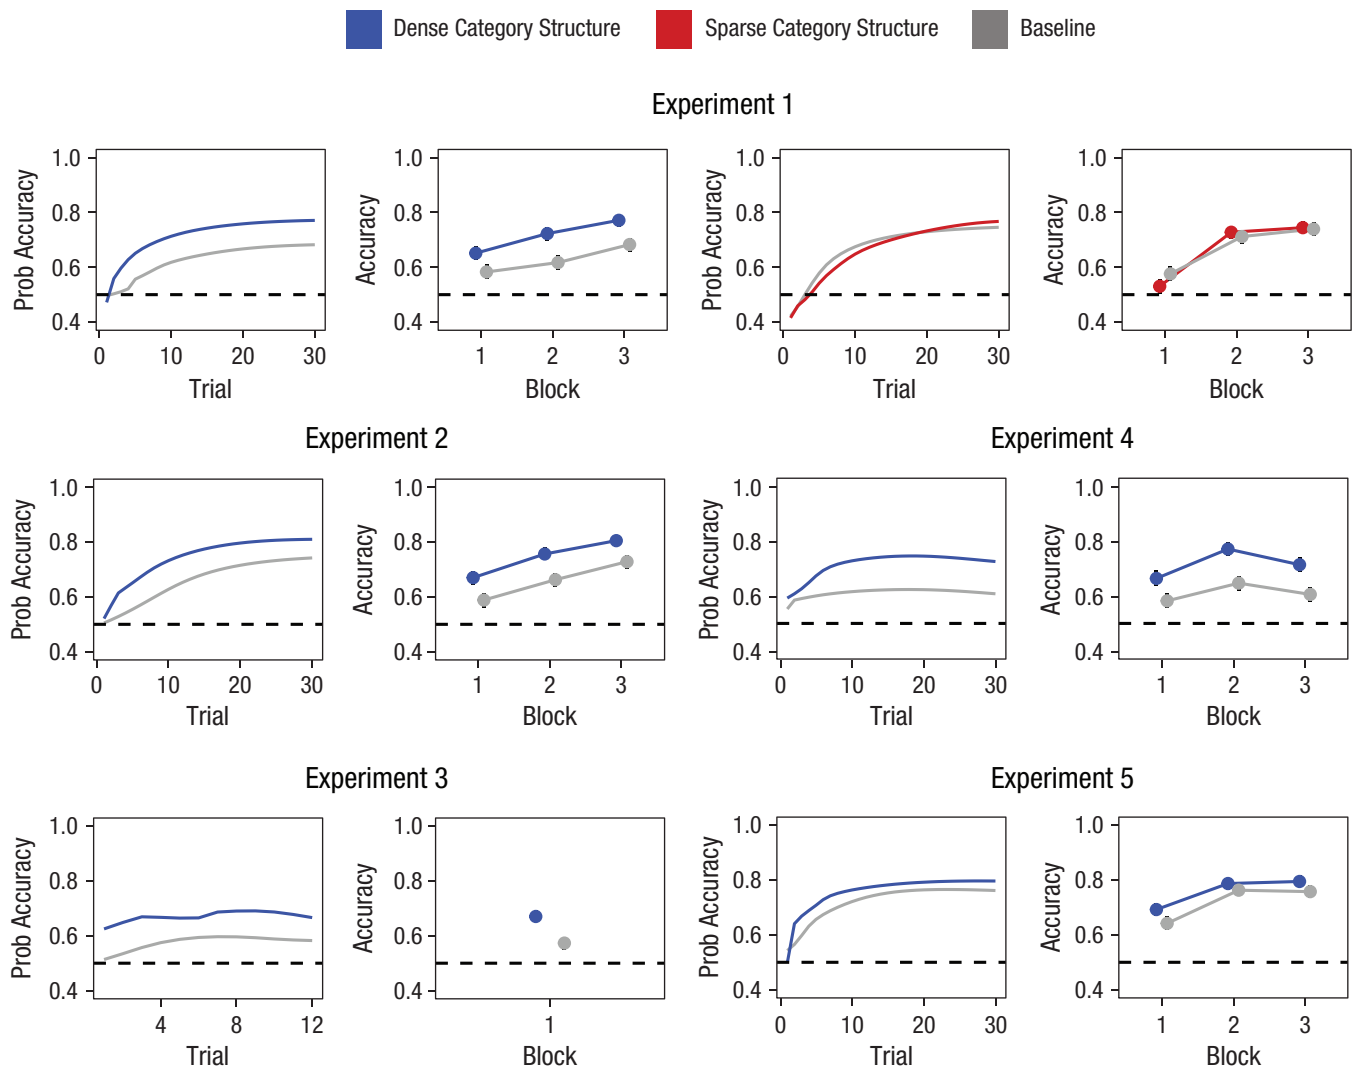 Dense Category Structure Sparse Category Structure Baseline
Experiment 1
Prob Accuracy
1.0
0.8
0.6
0.4
0 10 20 30
Trial
Accuracy
1.0
0.8
0.6
0.4
1 2 3
Block
Prob Accuracy
1.0
0.8
0.6
0.4
0 10 20 30
Trial
Accuracy
1.0
0.8
0.6
0.4
1 2 3
Block
Experiment 2
Prob Accuracy
1.0
0.8
0.6
0.4
0 10 20 30
Trial
Accuracy
1.0
0.8
0.6
0.4
1 2 3
Block
Experiment 4
Prob Accuracy
1.0
0.8
0.6
0.4
0 10 20 30
Trial
Accuracy
1.0
0.8
0.6
0.4
1 2 3
Block
Experiment 3
Prob Accuracy
1.0
0.8
0.6
0.4
4 8 12
Trial
Accuracy
1.0
0.8
0.6
0.4
1
Block
Experiment 5
Prob Accuracy
1.0
0.8
0.6
0.4
0 10 20 30
Trial
Accuracy
1.0
0.8
0.6
0.4
1 2 3
Block